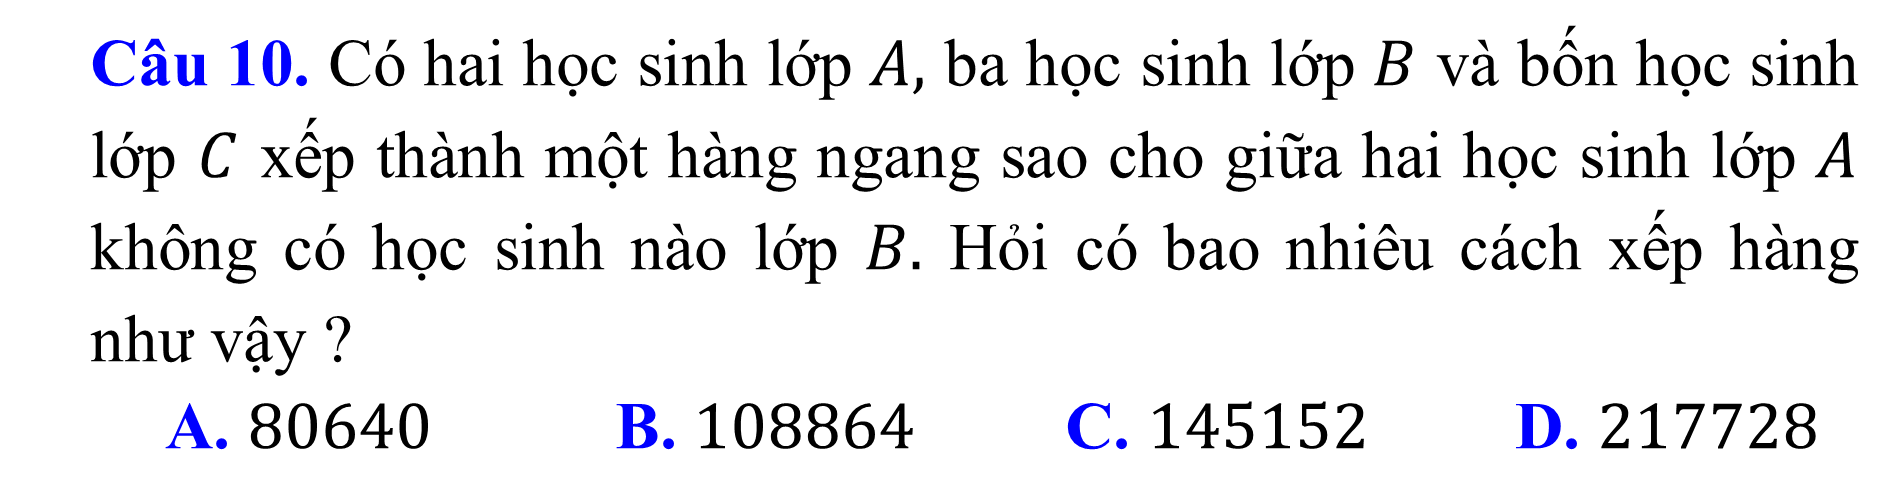 Câu 10. Có hai học sinh lớp A, ba học sinh lớp B và bốn học sinh
lớp C xếp thành một hàng ngang sao cho giữa hai học sinh lớp A
không có học sinh nào lớp B. Hỏi có bao nhiêu cách xếp hàng
như vậy ?
A. 80640 B. 108864 C. 145152 D. 217728